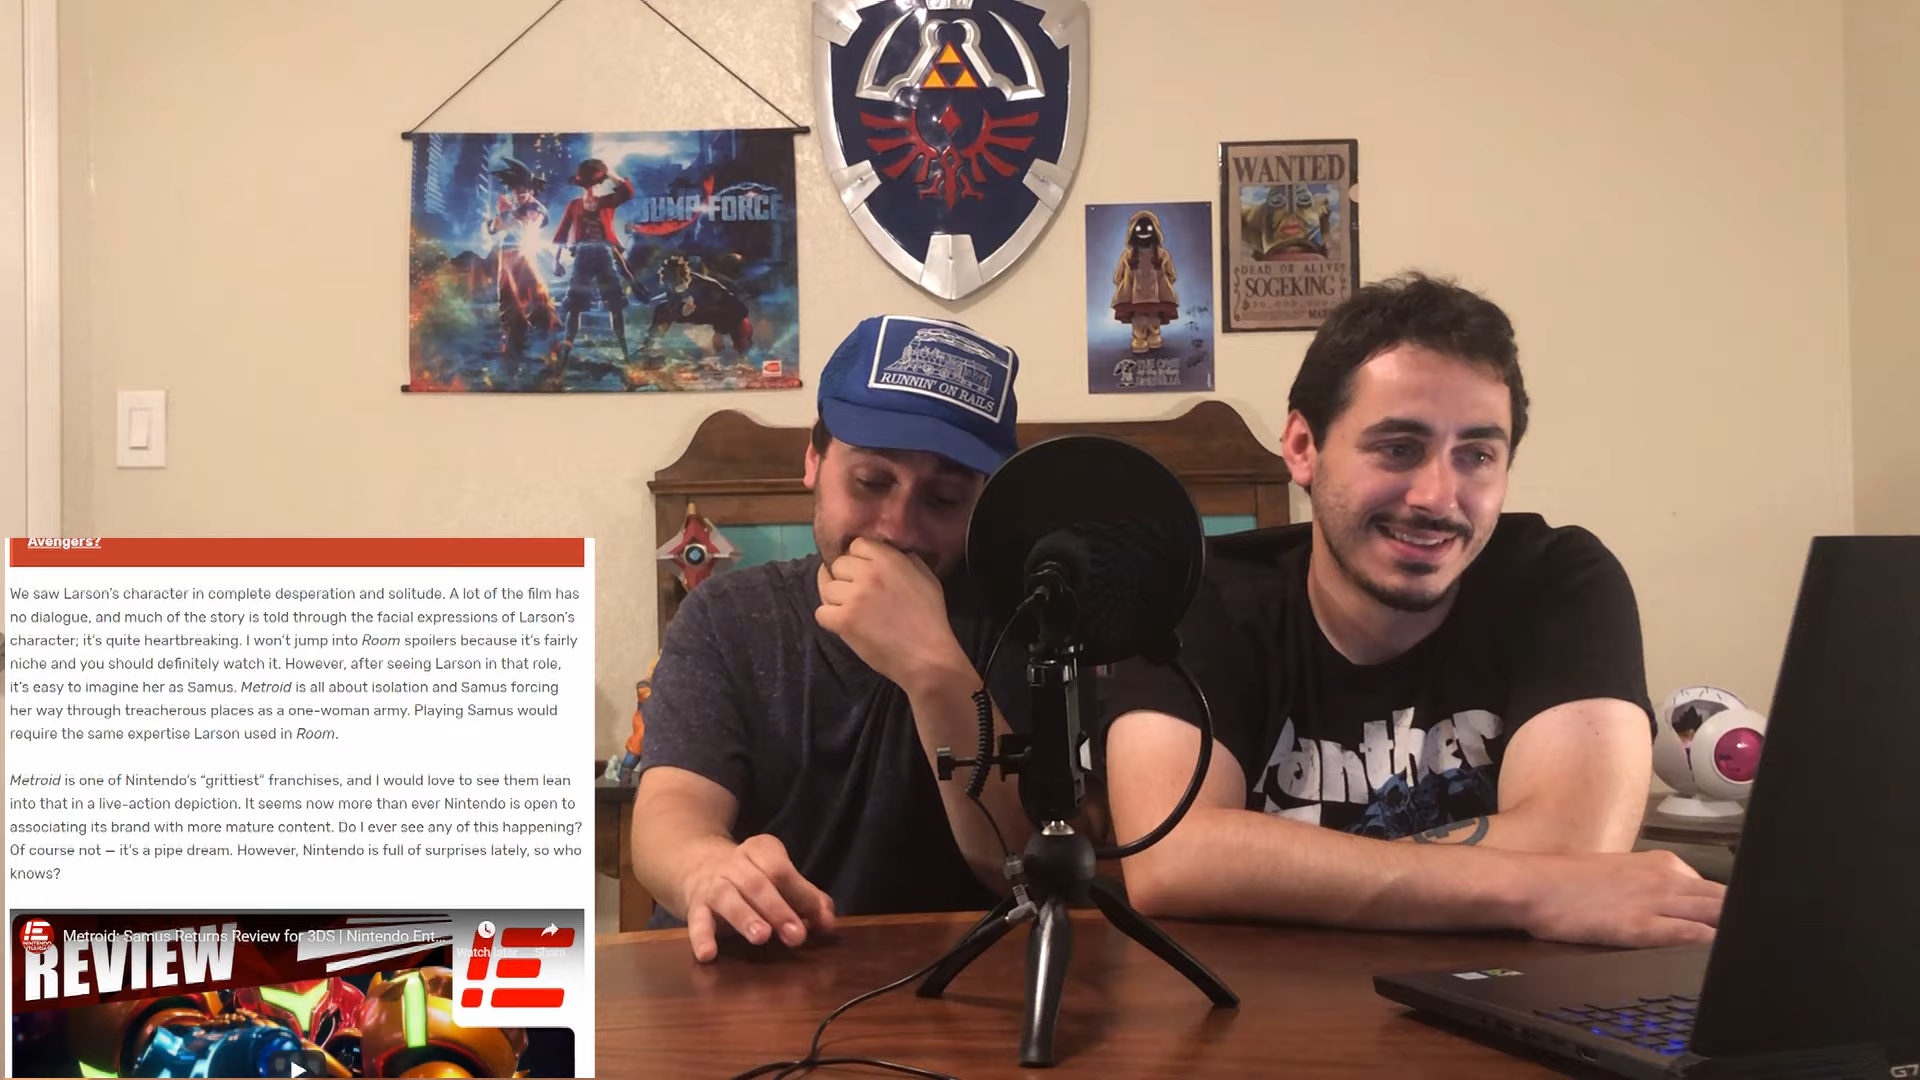 JUMP FORCE
WANTED
DEAD OR ALIVE
SOGEKING
RUNNIN' ON RAILS
Panther
Avengers?
We saw Larson's character in complete desperation and solitude. A lot of the film has
no dialogue, and much of the story is told through the facial expressions of Larson's
character; it's quite heartbreaking. I won't jump into Room spoilers because it's fairly
niche and you should definitely watch it. However, after seeing Larson in that role,
it's easy to imagine her as Samus. Metroid is all about isolation and Samus forcing
her way through treacherous places as a one-woman army. Playing Samus would
require the same expertise Larson used in Room.
Metroid is one of Nintendo's “grittiest” franchises, and I would love to see them lean
into that in a live-action depiction. It seems now more than ever Nintendo is open to
associating its brand with more mature content. Do I ever see any of this happening?
Of course not – it's a pipe dream. However, Nintendo is full of surprises lately, so who
knows?
Metroid: Samus Returns Review for 3DS | Nintendo Ent...
Watch later
Share
REVIEW
G7